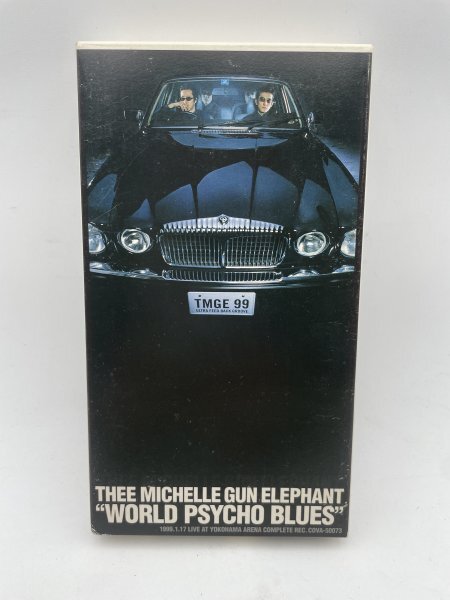 TMGE 99
ULTRA FEED BACK GROOVE
THEE MICHELLE GUN ELEPHANT
“WORLD PSYCHO BLUES”
1999.1.17 LIVE AT YOKOHAMA ARENA COMPLETE REC. COVA-50073